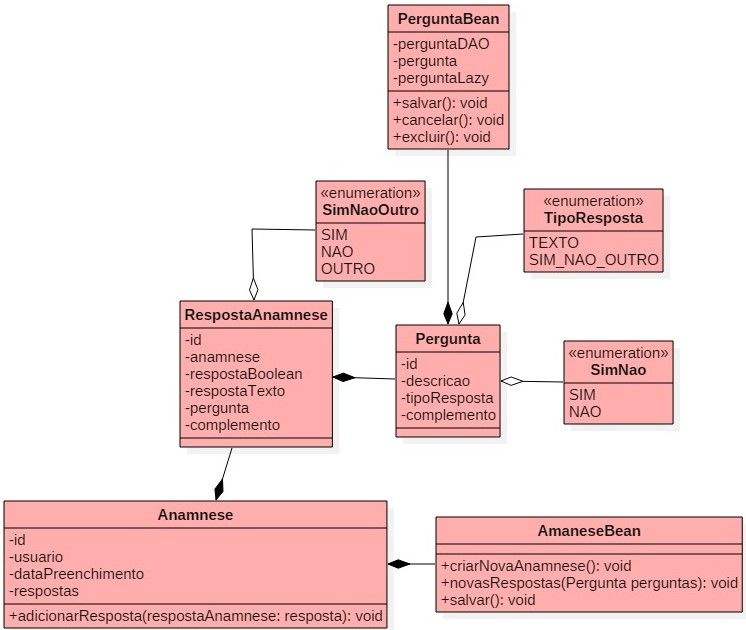 PerguntaBean
-perguntaDAO
-pergunta
-perguntaLazy
+salvar(): void
+cancelar(): void
+excluir(): void
«enumeration»
SimNaoOutro
SIM
NAO
OUTRO
«enumeration»
TipoResposta
TEXTO
SIM_NAO_OUTRO
RespostaAnamnese
-id
-anamnese
-respostaBoolean
-respostaTexto
-pergunta
-complemento
Pergunta
-id
-descricao
-tipoResposta
-complemento
«enumeration»
SimNao
SIM
NAO
Anamnese
-id
-usuario
-dataPreenchimento
-respostas
+adicionarResposta(respostaAnamnese: resposta): void
AmaneseBean
+criarNovaAnamnese(): void
+novasRespostas(Pergunta perguntas): void
+salvar(): void